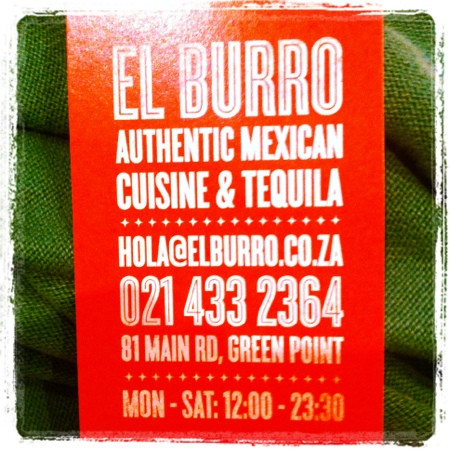 EL BURRO
AUTHENTIC MEXICAN
CUISINE & TEQUILA
HOLA@ELBURRO.CO.ZA
021 433 2364
81 MAIN RD, GREEN POINT
MON - SAT: 12:00 - 23:30